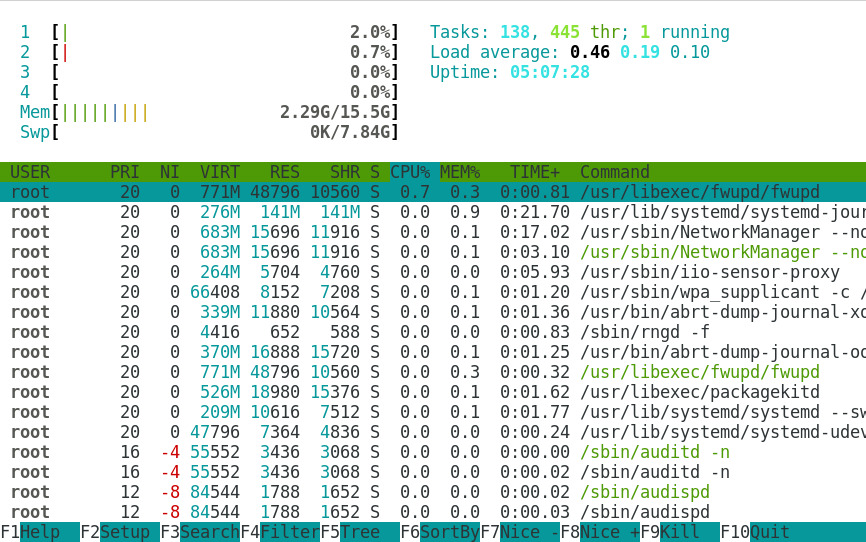 1 [| 2.0%] Tasks: 138, 445 thr; 1 running
2 [| 0.7%] Load average: 0.46 0.19 0.10
3 [ 0.0%] Uptime: 05:07:28
4 [ 0.0%]
Mem[||||||||| 2.29G/15.5G]
Swp[ 0K/7.84G]
USER PRI NI VIRT RES SHR S CPU% MEM% TIME+ Command
root 20 0 771M 48796 10560 S 0.7 0.3 0:00.81 /usr/libexec/fwupd/fwupd
root 20 0 276M 141M 141M S 0.0 0.9 0:21.70 /usr/lib/systemd/systemd-jour
root 20 0 683M 15696 11916 S 0.0 0.1 0:17.02 /usr/sbin/NetworkManager --no
root 20 0 683M 15696 11916 S 0.0 0.1 0:03.10 /usr/sbin/NetworkManager --no
root 20 0 264M 5704 4760 S 0.0 0.0 0:05.93 /usr/sbin/iio-sensor-proxy
root 20 0 66408 8152 7208 S 0.0 0.1 0:01.20 /usr/sbin/wpa_supplicant -c /
root 20 0 339M 11880 10564 S 0.0 0.1 0:01.36 /usr/bin/abrt-dump-journal-xo
root 20 0 4416 652 588 S 0.0 0.0 0:00.83 /sbin/rngd -f
root 20 0 370M 16888 15720 S 0.0 0.1 0:01.25 /usr/bin/abrt-dump-journal-oo
root 20 0 771M 48796 10560 S 0.0 0.3 0:00.32 /usr/libexec/fwupd/fwupd
root 20 0 526M 18980 15376 S 0.0 0.1 0:01.62 /usr/libexec/packagekitd
root 20 0 209M 10616 7512 S 0.0 0.1 0:01.77 /usr/lib/systemd/systemd --sw
root 20 0 47796 7364 4836 S 0.0 0.0 0:00.24 /usr/lib/systemd/systemd-udev
root 16 -4 55552 3436 3068 S 0.0 0.0 0:00.00 /sbin/auditd -n
root 16 -4 55552 3436 3068 S 0.0 0.0 0:00.02 /sbin/auditd -n
root 12 -8 84544 1788 1652 S 0.0 0.0 0:00.02 /sbin/audispd
root 12 -8 84544 1788 1652 S 0.0 0.0 0:00.03 /sbin/audispd
F1Help F2Setup F3SearchF4FilterF5Tree F6SortByF7Nice -F8Nice +F9Kill F10Quit